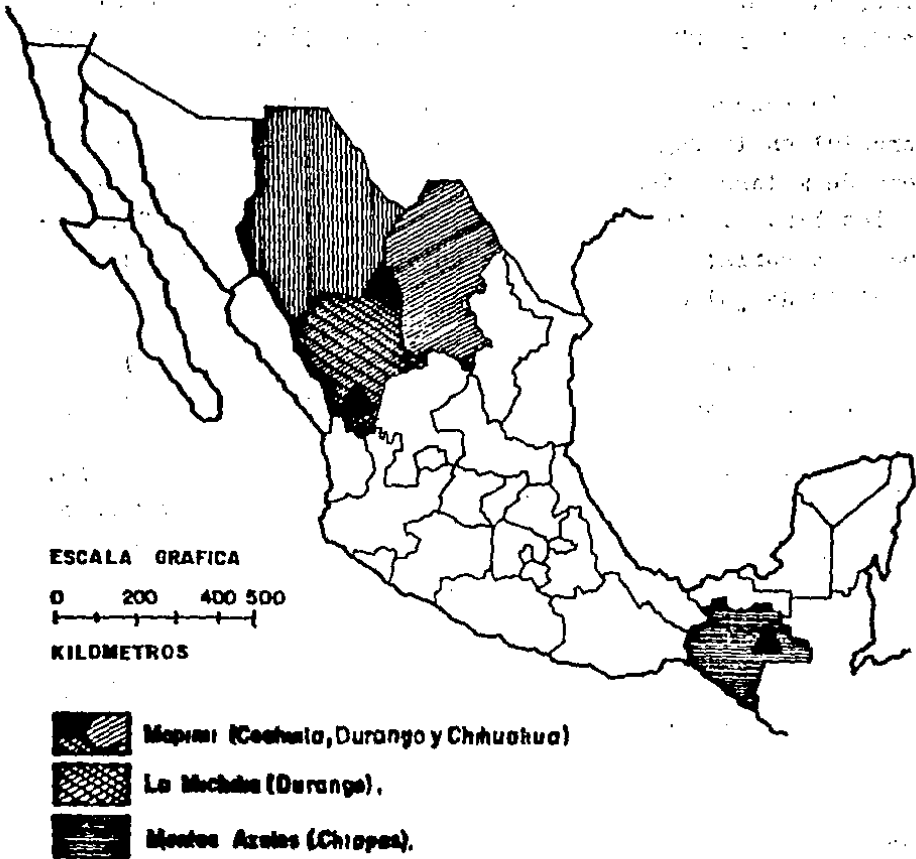 ESCALA GRAFICA
0 200 400 500
KILOMETROS
Mapimi (Coahuila, Durango y Chihuahua)
La Michilia (Durango).
Montes Azules (Chiapas).